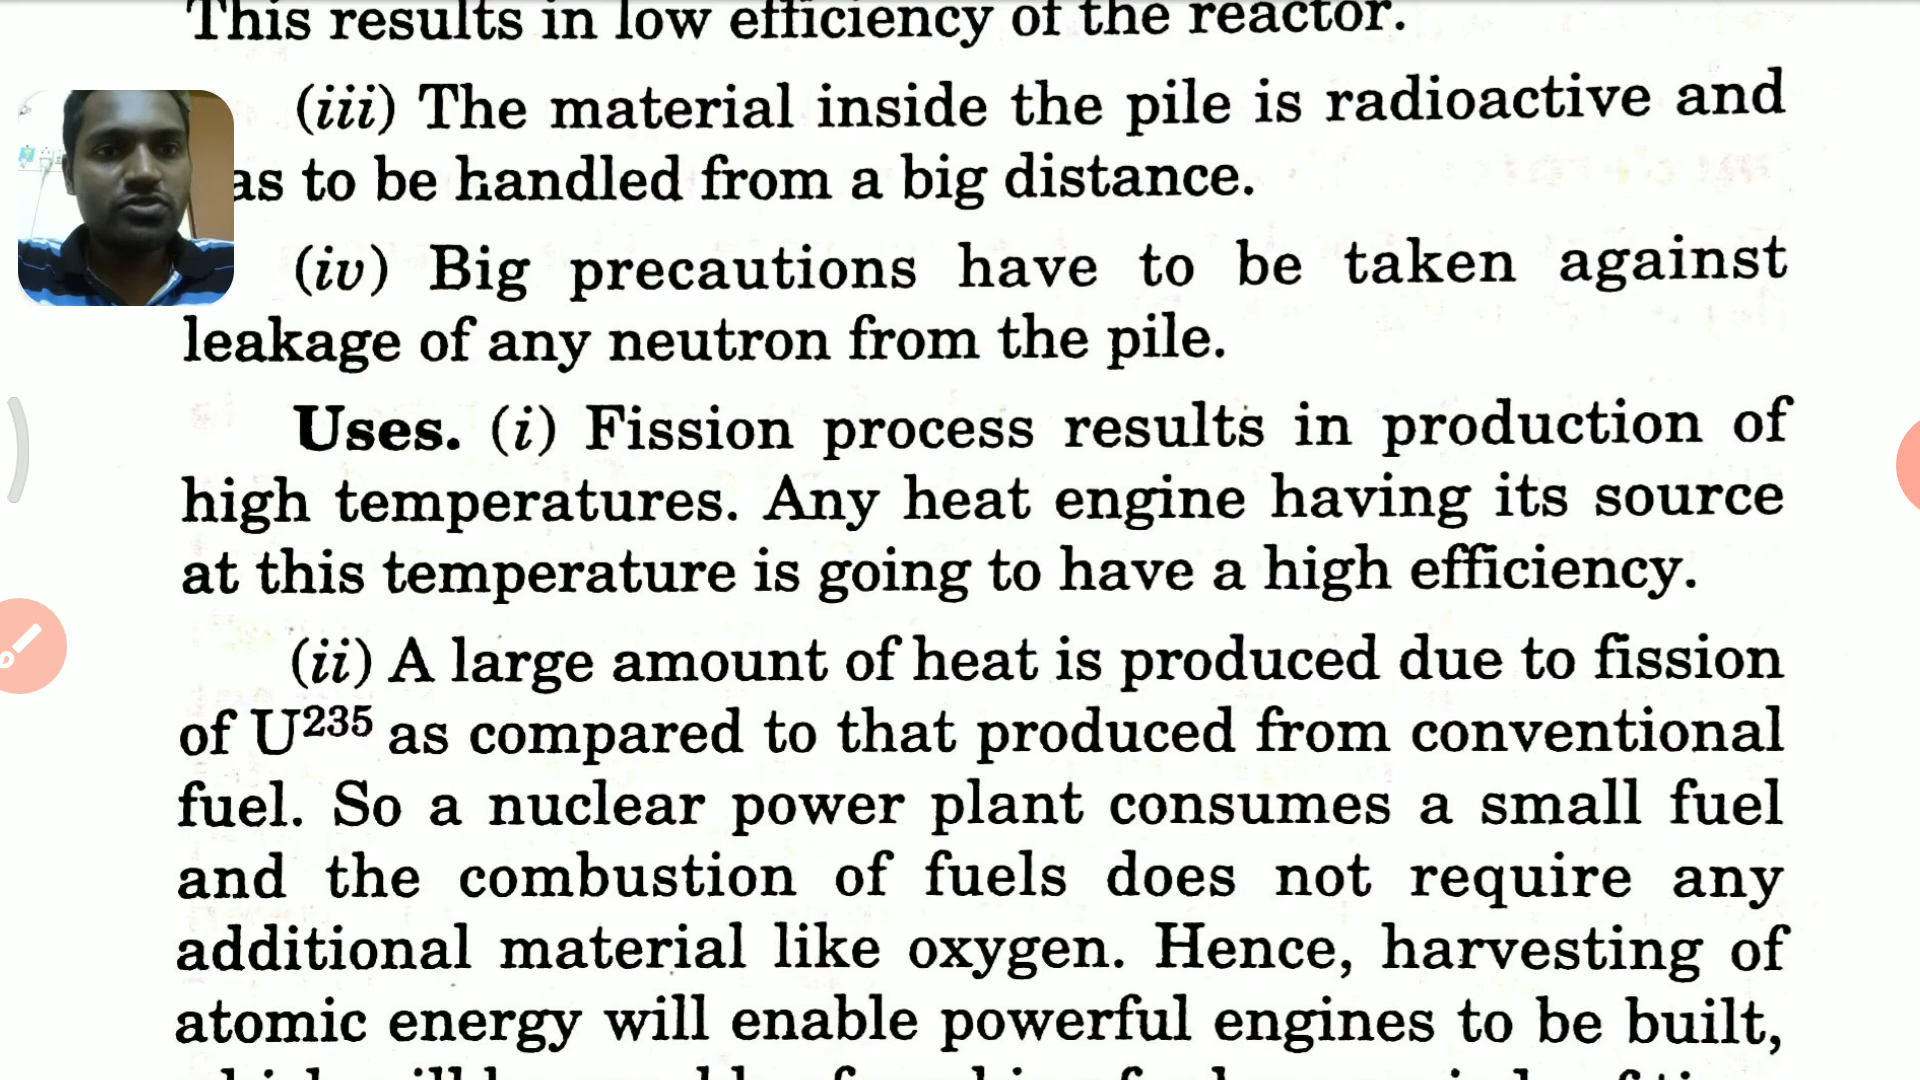 This results in low efficiency of the reactor.
(iii) The material inside the pile is radioactive and
as to be handled from a big distance.
(iv) Big precautions have to be taken against
leakage of any neutron from the pile.
Uses. (i) Fission process results in production of
high temperatures. Any heat engine having its source
at this temperature is going to have a high efficiency.
(ii) A large amount of heat is produced due to fission
of U²³⁵ as compared to that produced from conventional
fuel. So a nuclear power plant consumes a small fuel
and the combustion of fuels does not require any
additional material like oxygen. Hence, harvesting of
atomic energy will enable powerful engines to be built,